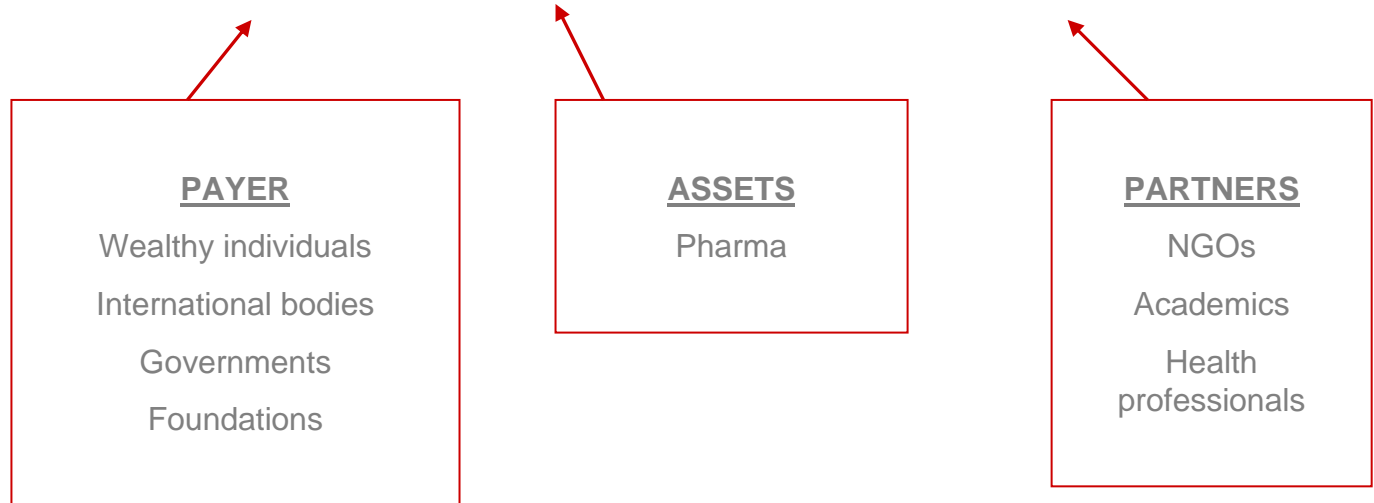 PAYER
Wealthy individuals
International bodies
Governments
Foundations
ASSETS
Pharma
PARTNERS
NGOs
Academics
Health
professionals